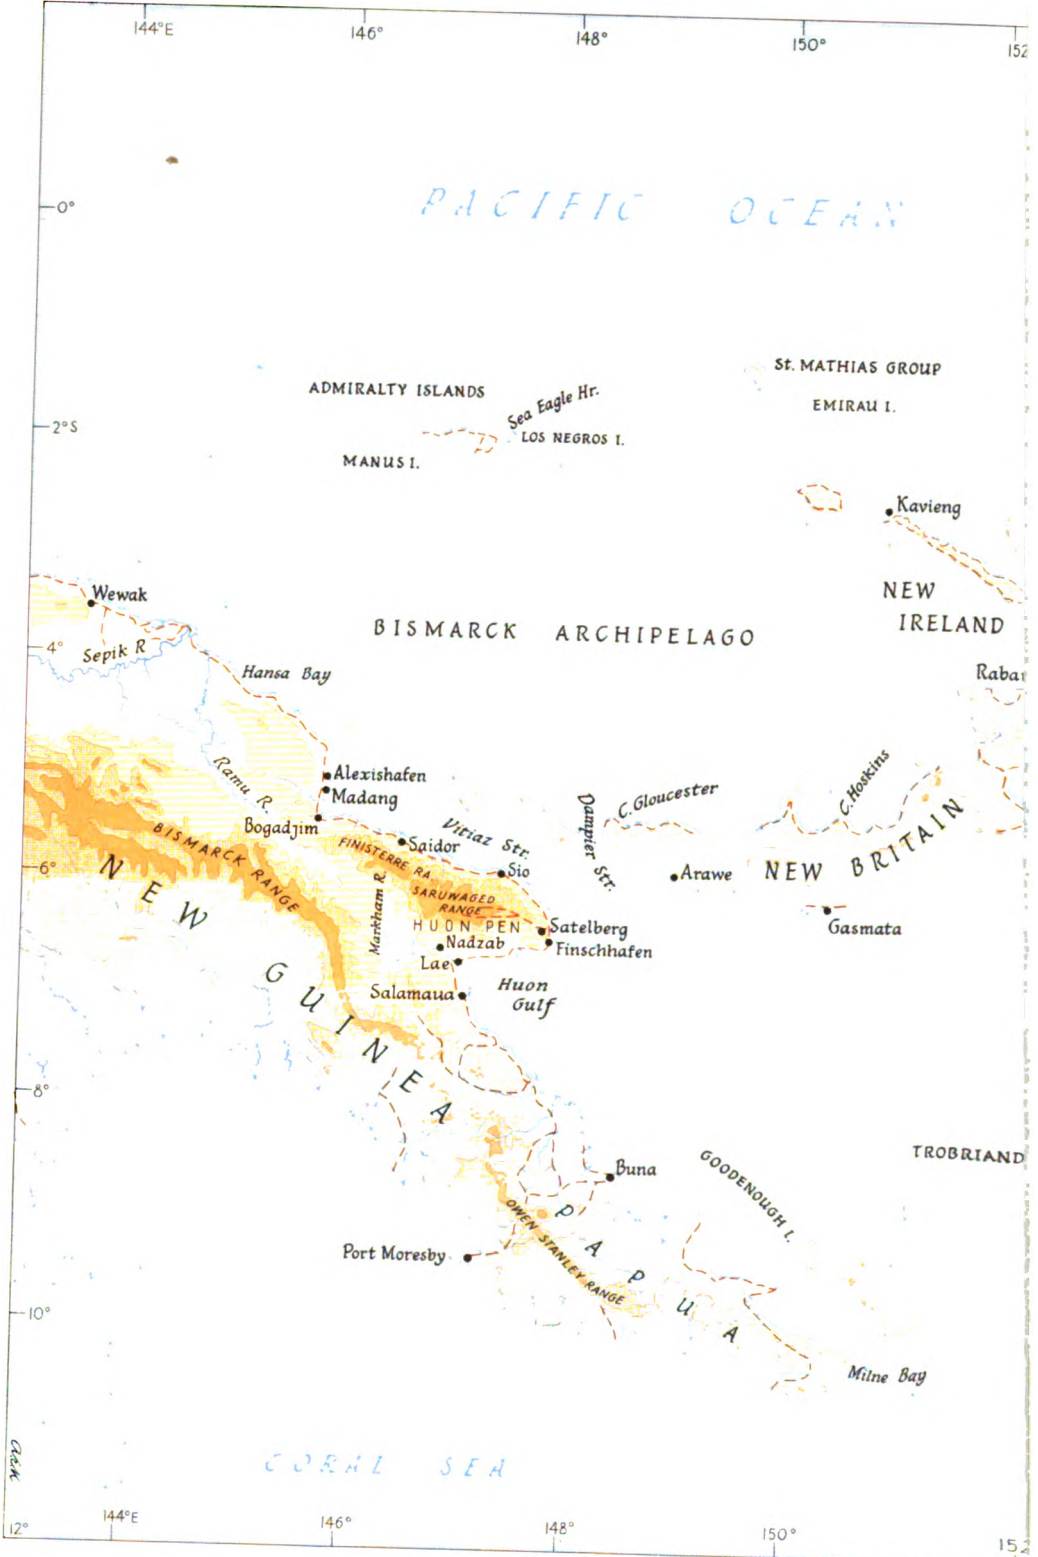 144°E
146°
148°
150°
152
0°
PACIFIC OCEAN
St. MATHIAS GROUP
EMIRAU I.
ADMIRALTY ISLANDS
Sea Eagle Hr.
LOS NEGROS I.
MANUS I.
2°S
Kavieng
NEW
IRELAND
BISMARCK ARCHIPELAGO
Wewak
Sepik R
4°
Hansa Bay
Rabau
Ramu R.
Alexishafen
Madang
Bogadjim
C. Gloucester
C. Hoskins
Dampier Str.
Vitiaz Str.
Saidor
Sio
BISMARCK RANGE
FINISTERRE RA.
SARUWAGED
RANGE
6°
Arawe
NEW BRITAIN
Gasmata
Markham R.
HUON PEN
Satelberg
Nadzab
Finschhafen
Lae
Salamaua
Huon
Gulf
NEW GUINEA
8°
Buna
GOODENOUGH I.
TROBRIAND
PAPUA
OWEN STANLEY RANGE
Port Moresby
10°
Milne Bay
CORAL SEA
12°
144°E
146°
148°
150°
152